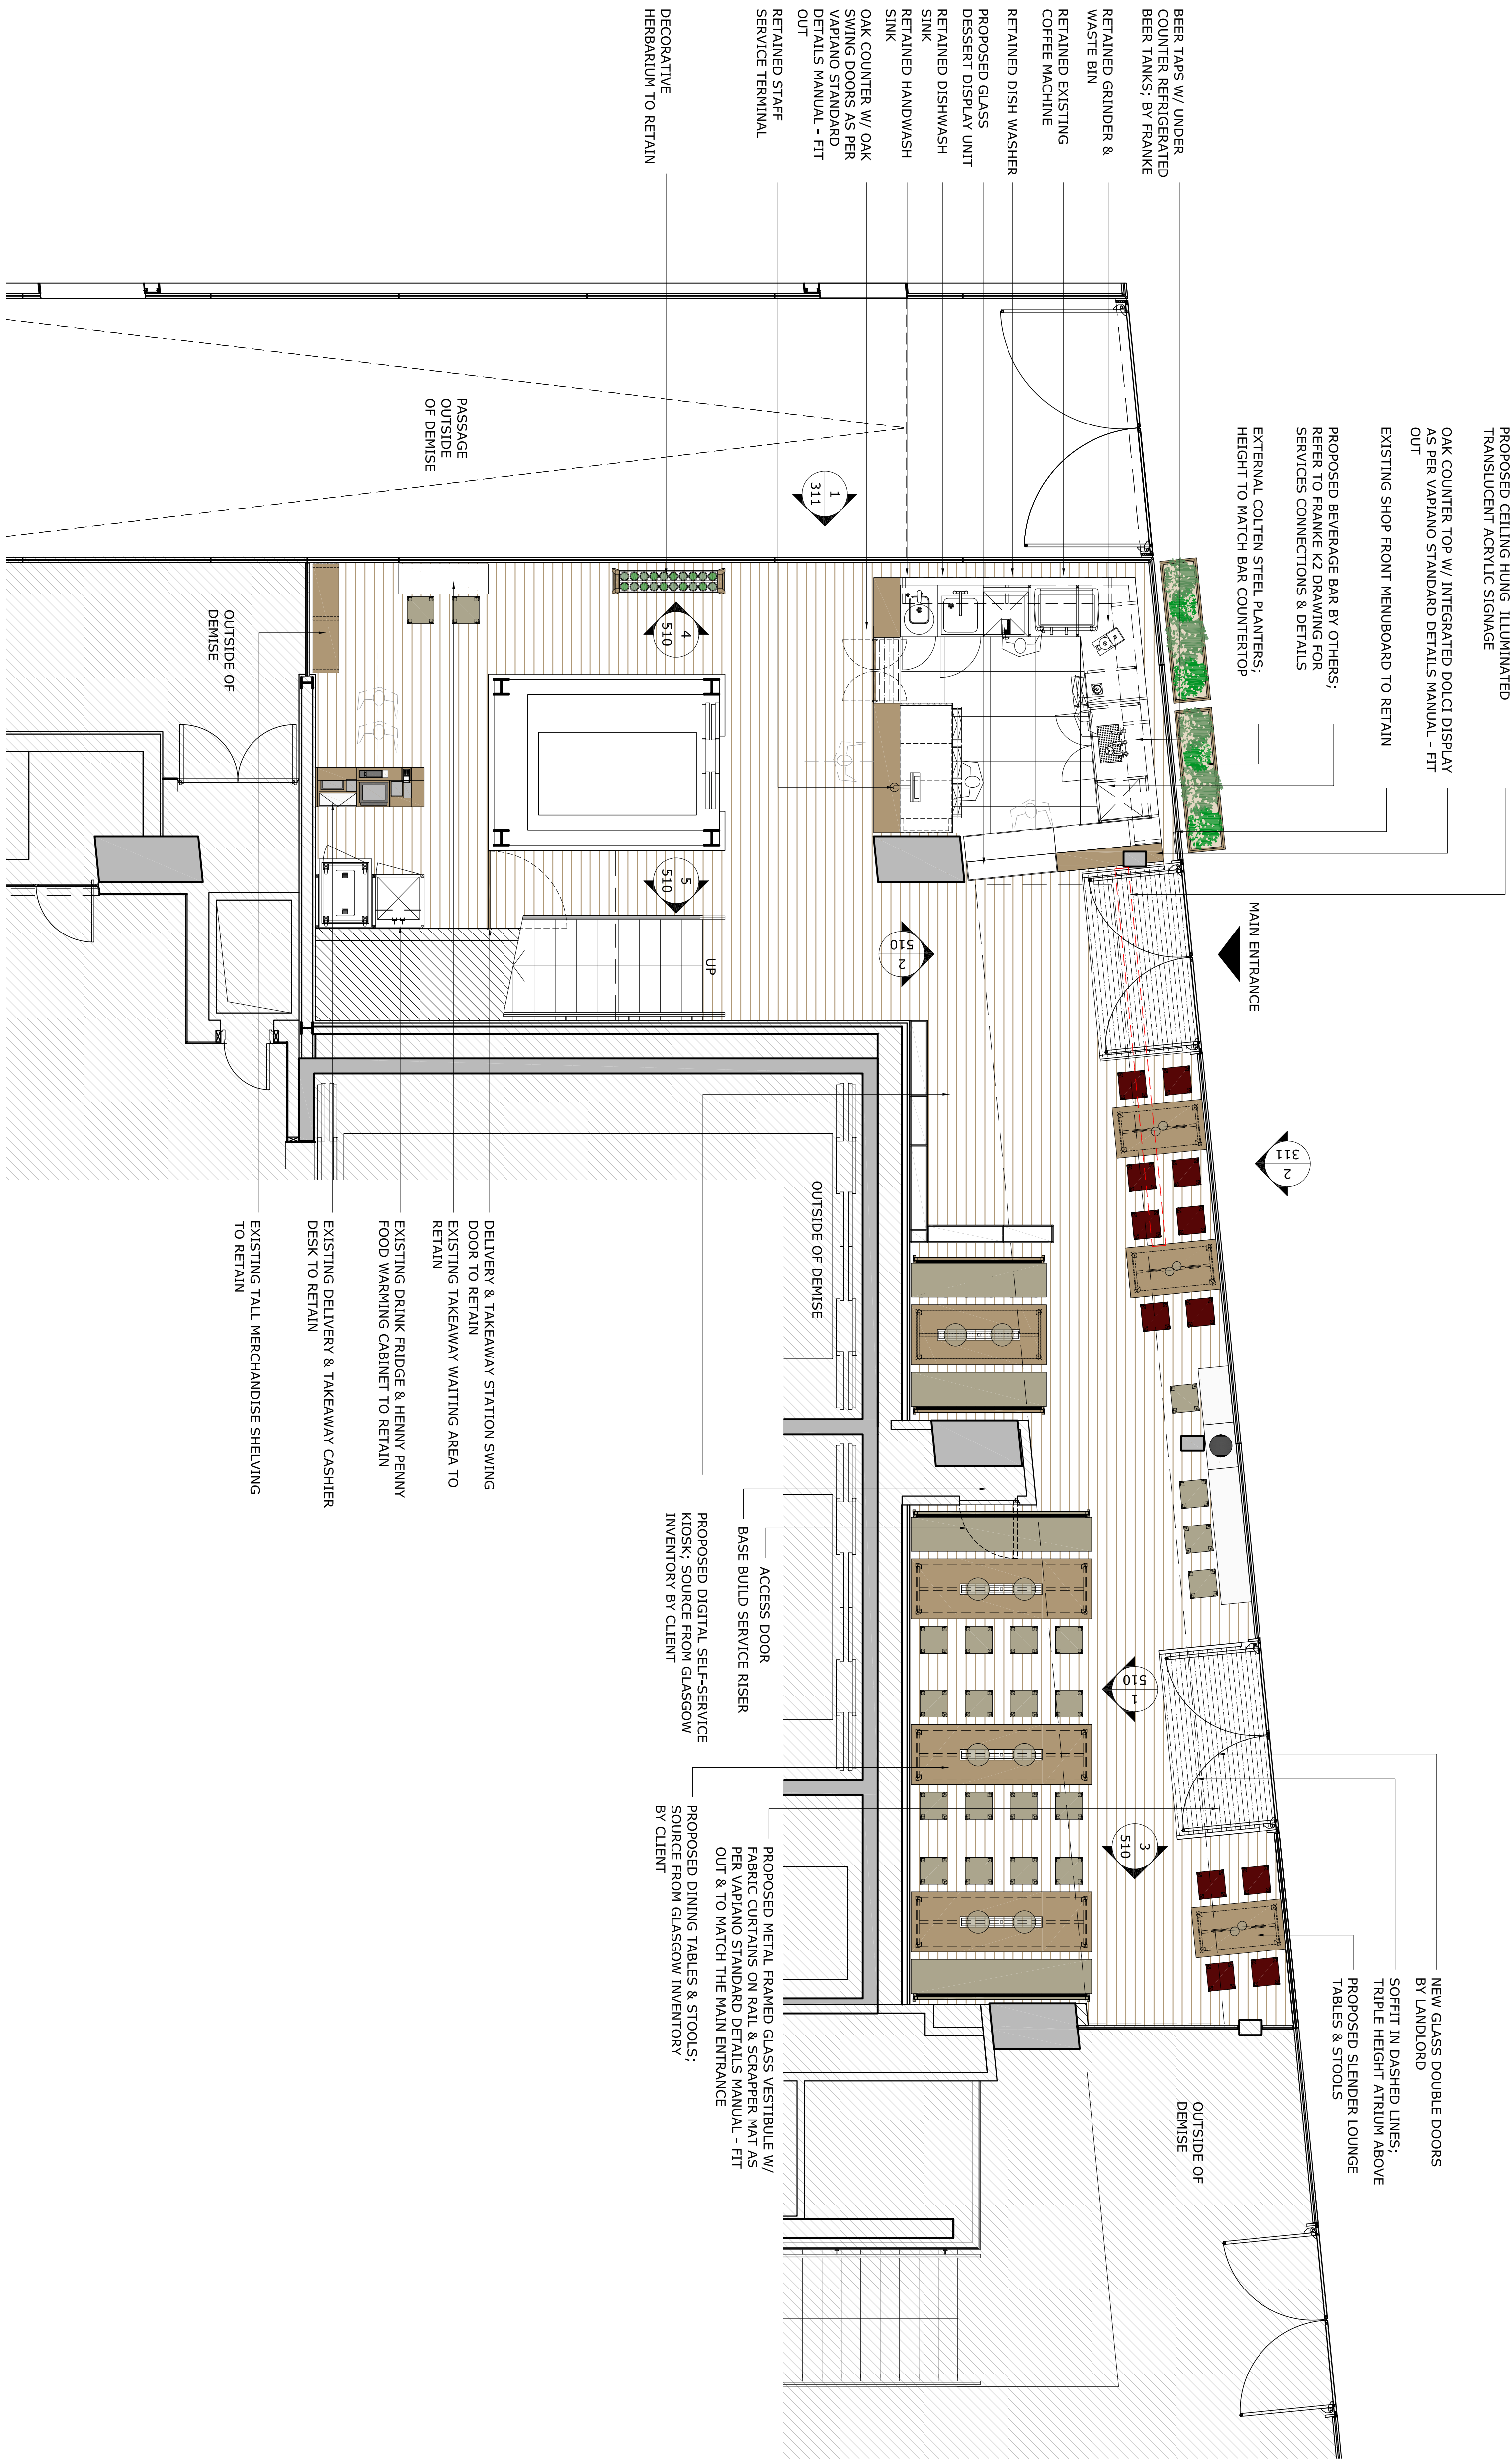 PROPOSED CEILING HUNG ILLUMINATED
TRANSLUCENT ACRYLIC SIGNAGE
OAK COUNTER TOP W/ INTEGRATED DOLCI DISPLAY
AS PER VAPIANO STANDARD DETAILS MANUAL - FIT
OUT
EXISTING SHOP FRONT MENUBOARD TO RETAIN
PROPOSED BEVERAGE BAR BY OTHERS;
REFER TO FRANKE K2 DRAWING FOR
SERVICES CONNECTIONS & DETAILS
EXTERNAL COLTEN STEEL PLANTERS;
HEIGHT TO MATCH BAR COUNTERTOP
BEER TAPS W/ UNDER
COUNTER REFRIGERATED
BEER TANKS; BY FRANKE
RETAINED GRINDER &
WASTE BIN
RETAINED EXISTING
COFFEE MACHINE
RETAINED DISH WASHER
PROPOSED GLASS
DESSERT DISPLAY UNIT
RETAINED DISHWASH
SINK
RETAINED HANDWASH
SINK
OAK COUNTER W/ OAK
SWING DOORS AS PER
VAPIANO STANDARD
DETAILS MANUAL - FIT
OUT
RETAINED STAFF
SERVICE TERMINAL
DECORATIVE
HERBARIUM TO RETAIN
PASSAGE
OUTSIDE
OF DEMISE
1
311
OUTSIDE OF
DEMISE
4
510
5
510
2
510
UP
MAIN ENTRANCE
2
311
1
510
3
510
NEW GLASS DOUBLE DOORS
BY LANDLORD
SOFFIT IN DASHED LINES;
TRIPLE HEIGHT ATRIUM ABOVE
PROPOSED SLENDER LOUNGE
TABLES & STOOLS
OUTSIDE OF
DEMISE
OUTSIDE OF DEMISE
ACCESS DOOR
BASE BUILD SERVICE RISER
PROPOSED DIGITAL SELF-SERVICE
KIOSK; SOURCE FROM GLASGOW
INVENTORY BY CLIENT
PROPOSED METAL FRAMED GLASS VESTIBULE W/
FABRIC CURTAINS ON RAIL & SCRAPPER MAT AS
PER VAPIANO STANDARD DETAILS MANUAL - FIT
OUT & TO MATCH THE MAIN ENTRANCE
PROPOSED DINING TABLES & STOOLS;
SOURCE FROM GLASGOW INVENTORY
BY CLIENT
DELIVERY & TAKEAWAY STATION SWING
DOOR TO RETAIN
EXISTING TAKEAWAY WAITING AREA TO
RETAIN
EXISTING DRINK FRIDGE & HENNY PENNY
FOOD WARMING CABINET TO RETAIN
EXISTING DELIVERY & TAKEAWAY CASHIER
DESK TO RETAIN
EXISTING TALL MERCHANDISE SHELVING
TO RETAIN